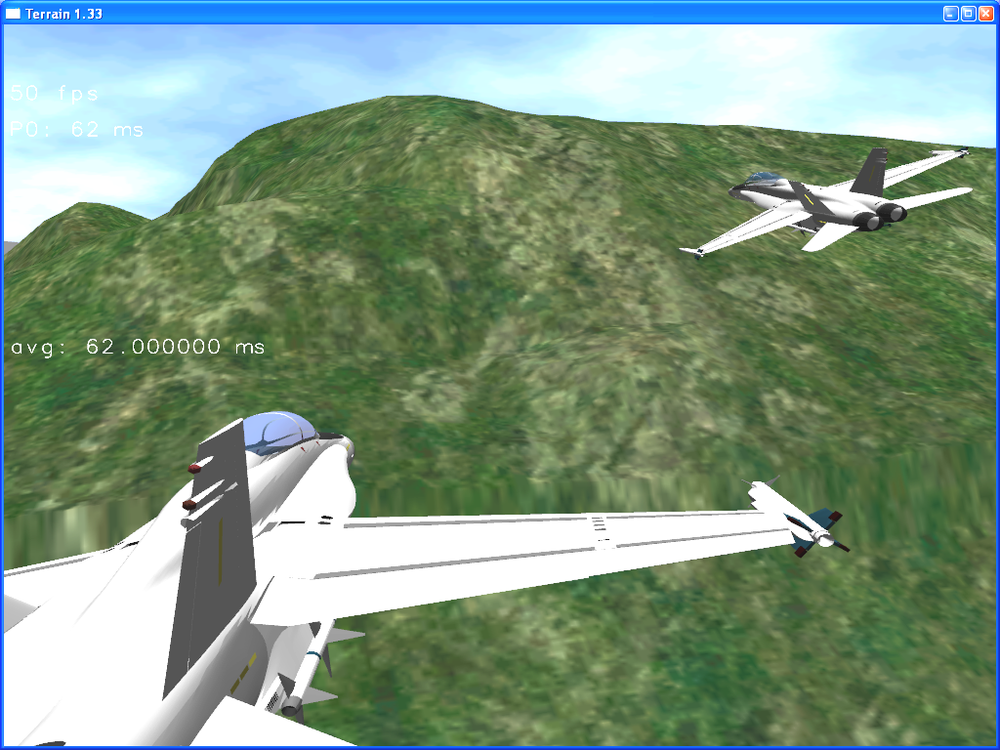 Terrain 1.33
50 fps
P0: 62 ms
avg: 62.000000 ms